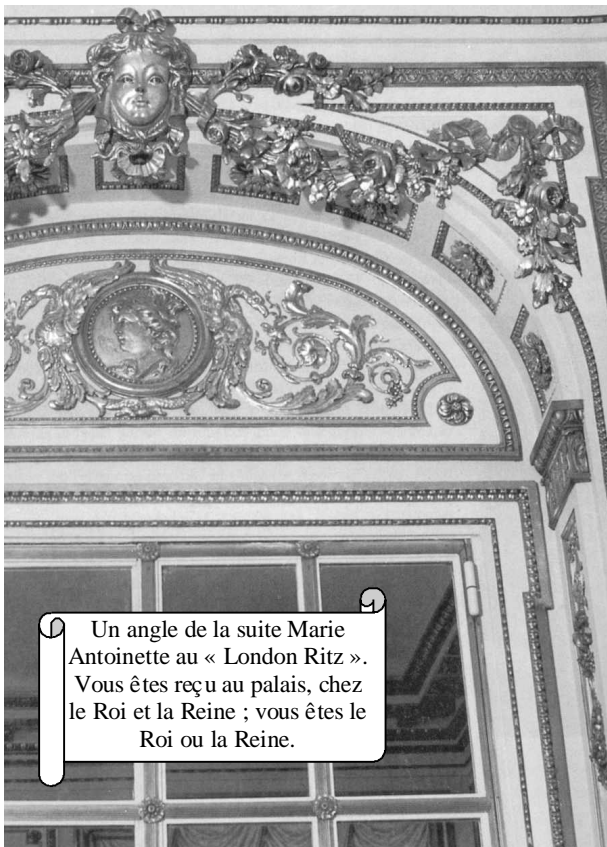 Un angle de la suite Marie
Antoinette au « London Ritz ».
Vous êtes reçu au palais, chez
le Roi et la Reine ; vous êtes le
Roi ou la Reine.